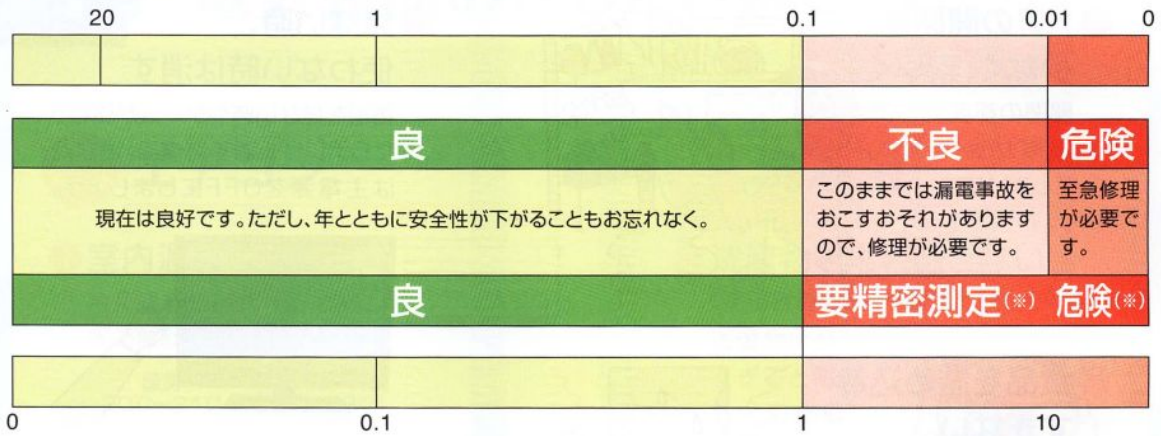 20 1 0.1 0.01 0
良 不良 危険
現在は良好です。ただし、年とともに安全性が下がることもお忘れなく。
このままでは漏電事故を
おこすおそれがあります
ので、修理が必要です。
至急修理
が必要で
す。
良 要精密測定(※) 危険(※)
0 0.1 1 10